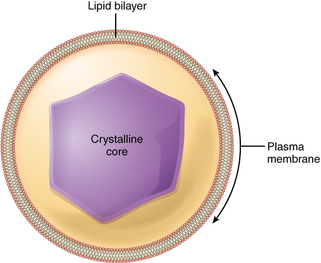 Lipid bilayer
Crystalline
core
Plasma
membrane